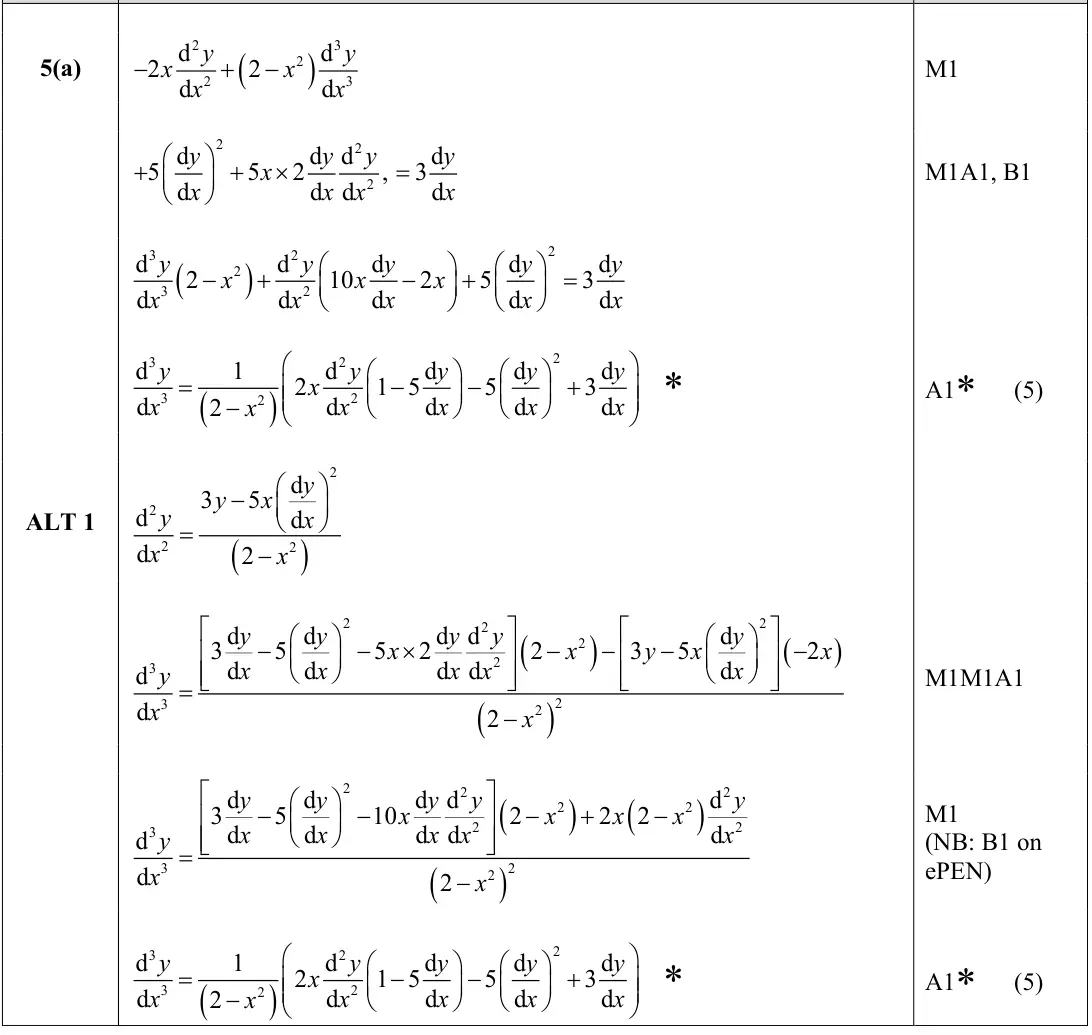 5(a) −2x d²y/dx² + (2 − x²) d³y/dx³ M1
+5(dy/dx)² + 5x × 2 dy/dx d²y/dx² , = 3 dy/dx M1A1, B1
d³y/dx³ (2 − x²) + d²y/dx² (10x dy/dx − 2x) + 5(dy/dx)² = 3 dy/dx
d³y/dx³ = 1/(2 − x²) (2x d²y/dx² (1 − 5 dy/dx) − 5(dy/dx)² + 3 dy/dx) * A1* (5)
ALT 1 d²y/dx² = (3y − 5x(dy/dx)²)/(2 − x²)
d³y/dx³ = ([3 dy/dx − 5(dy/dx)² − 5x × 2 dy/dx d²y/dx²](2 − x²) − [3y − 5x(dy/dx)²](−2x))/(2 − x²)² M1M1A1
d³y/dx³ = ([3 dy/dx − 5(dy/dx)² − 10x dy/dx d²y/dx²](2 − x²) + 2x(2 − x²) d²y/dx²)/(2 − x²)² M1
(NB: B1 on
ePEN)
d³y/dx³ = 1/(2 − x²) (2x d²y/dx² (1 − 5 dy/dx) − 5(dy/dx)² + 3 dy/dx) * A1* (5)